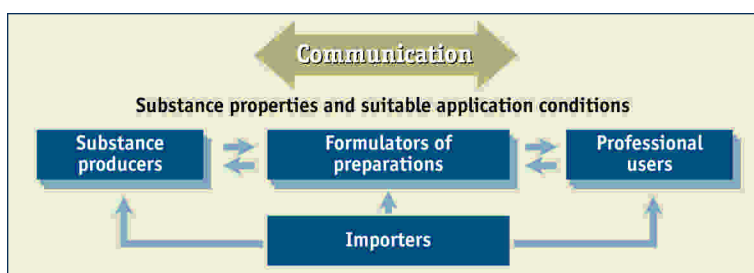 Communication
Substance properties and suitable application conditions
Substance
producers
Formulators of
preparations
Professional
users
Importers